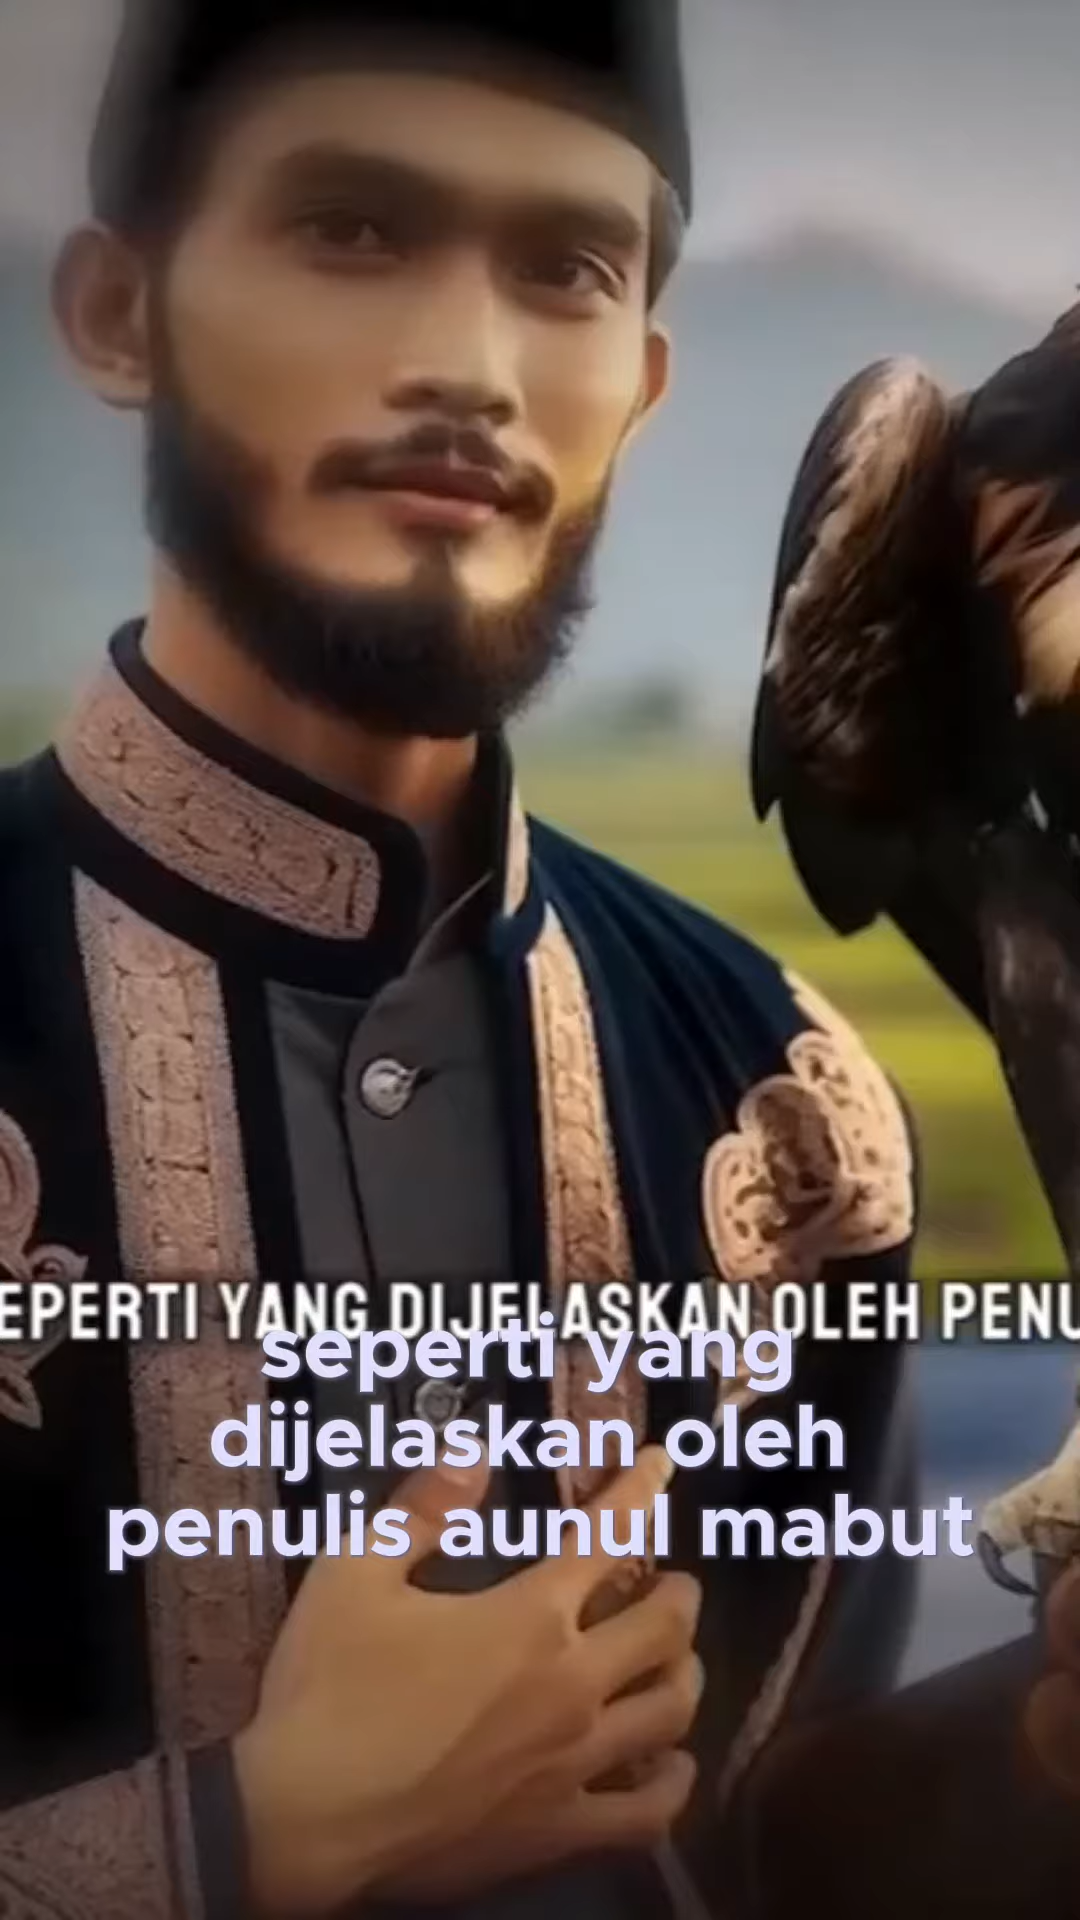 EPERTI YANG DIJELASKAN OLEH PENU
seperti yang
dijelaskan oleh
penulis aunul mabut